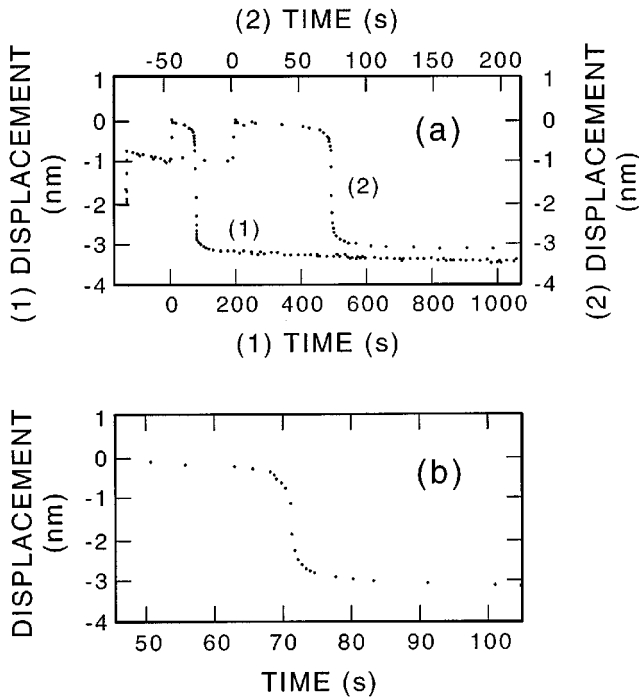 (2) TIME (s)
-50 0 50 100 150 200
(1) DISPLACEMENT
(nm)
1
0
-1
-2
-3
-4
(a)
(2)
(1)
1
0
-1
-2
-3
-4
(2) DISPLACEMENT
(nm)
0 200 400 600 800 1000
(1) TIME (s)
DISPLACEMENT
(nm)
1
0
-1
-2
-3
-4
(b)
50 60 70 80 90 100
TIME (s)